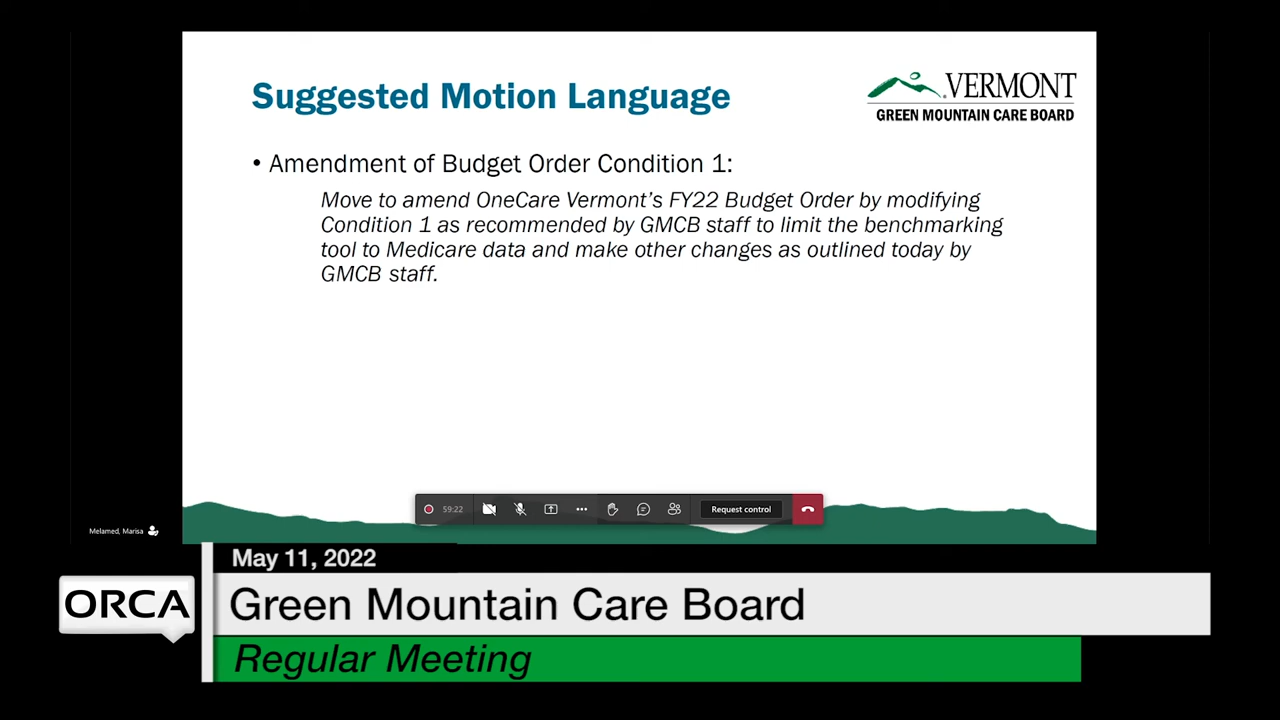 Suggested Motion Language
VERMONT
GREEN MOUNTAIN CARE BOARD
• Amendment of Budget Order Condition 1:
Move to amend OneCare Vermont's FY22 Budget Order by modifying
Condition 1 as recommended by GMCB staff to limit the benchmarking
tool to Medicare data and make other changes as outlined today by
GMCB staff.
59:22
Request control
Melamed, Marisa
May 11, 2022
ORCA
Green Mountain Care Board
Regular Meeting